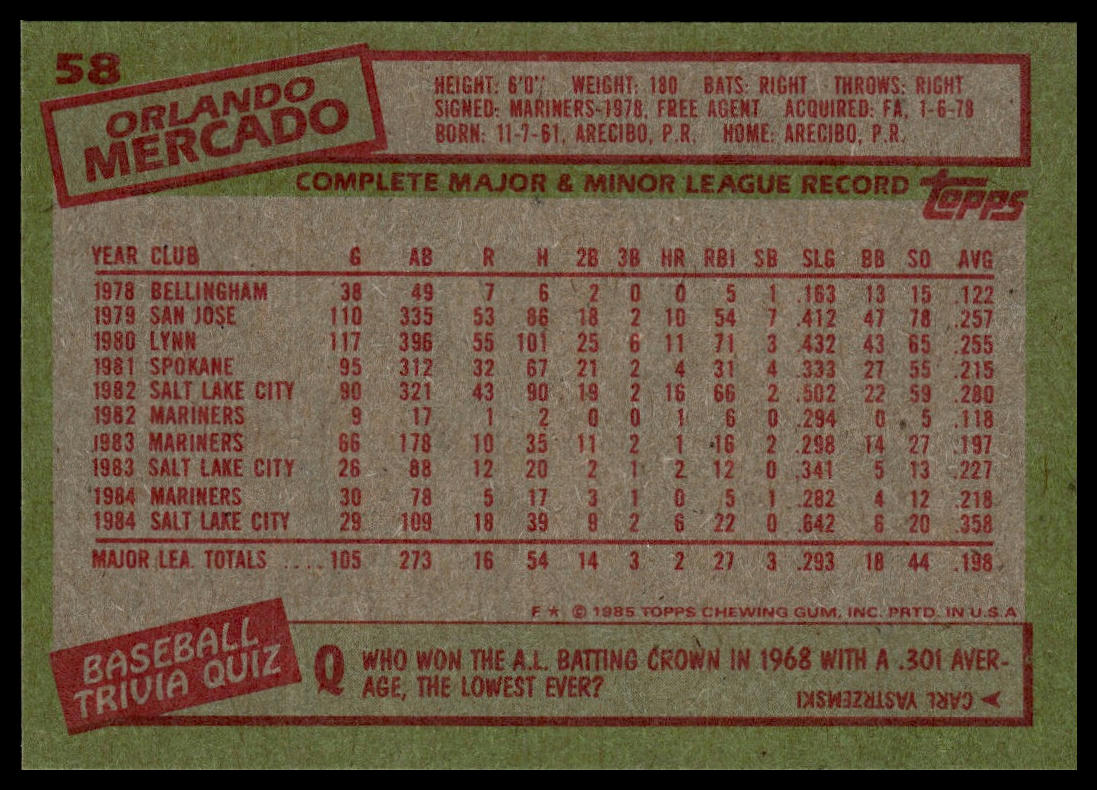 58
ORLANDO
MERCADO
HEIGHT: 6'0" WEIGHT: 180 BATS: RIGHT THROWS: RIGHT
SIGNED: MARINERS-1978, FREE AGENT ACQUIRED: FA, 1-6-78
BORN: 11-7-61, ARECIBO, P.R. HOME: ARECIBO, P.R.
COMPLETE MAJOR & MINOR LEAGUE RECORD topps
YEAR CLUB G AB R H 2B 3B HR RBI SB SLG BB SO AVG
1978 BELLINGHAM 38 49 7 6 2 0 0 5 1 .163 13 15 .122
1979 SAN JOSE 110 335 53 86 18 2 10 54 7 .412 47 78 .257
1980 LYNN 117 396 55 101 25 6 11 71 3 .432 43 65 .255
1981 SPOKANE 95 312 32 67 21 2 4 31 4 .333 27 55 .215
1982 SALT LAKE CITY 90 321 43 90 19 2 16 66 2 .502 22 59 .280
1982 MARINERS 9 17 1 2 0 0 1 6 0 .294 0 5 .118
1983 MARINERS 66 178 10 35 11 2 1 16 2 .298 14 27 .197
1983 SALT LAKE CITY 26 88 12 20 2 1 2 12 0 .341 5 13 .227
1984 MARINERS 30 78 5 17 3 1 0 5 1 .282 4 12 .218
1984 SALT LAKE CITY 29 109 18 39 9 2 6 22 0 .642 6 20 .358
MAJOR LEA. TOTALS .... 105 273 16 54 14 3 2 27 3 .293 18 44 .198
F ★ © 1985 TOPPS CHEWING GUM, INC. PRTD. IN U.S.A
BASEBALL
TRIVIA QUIZ
Q WHO WON THE A.L. BATTING CROWN IN 1968 WITH A .301 AVER-
AGE, THE LOWEST EVER?
CARL YASTRZEMSKI